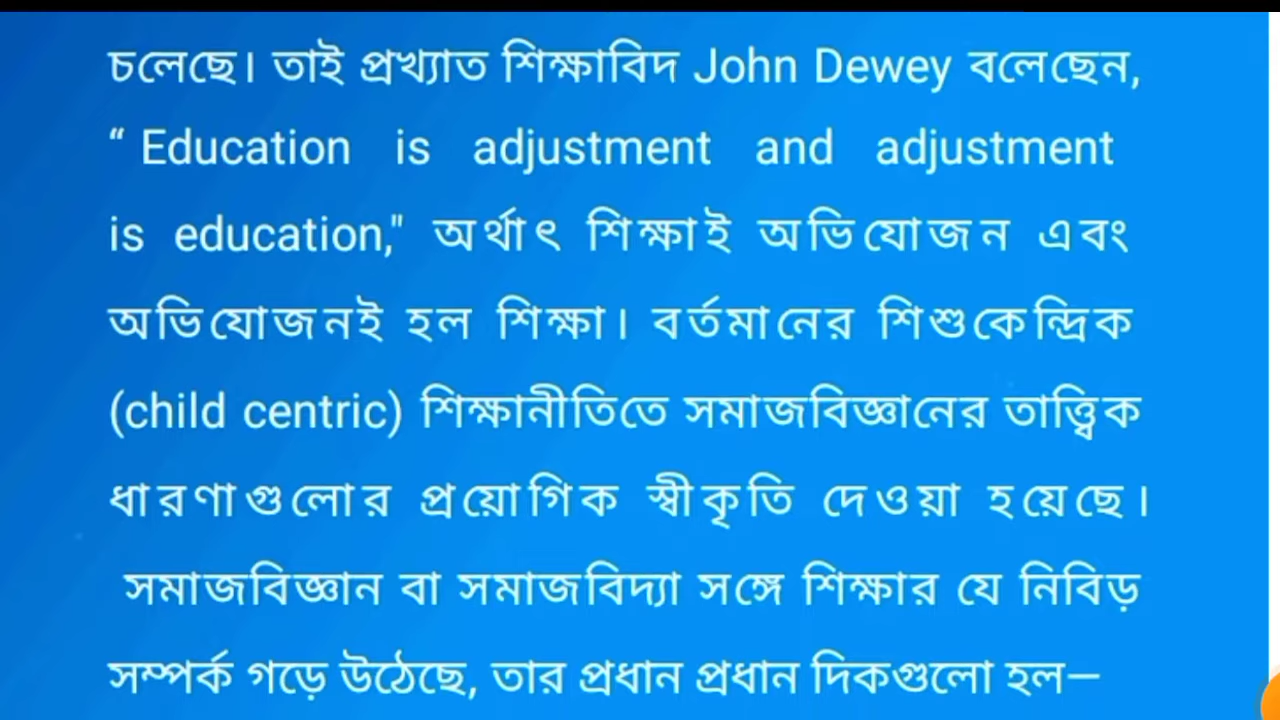 চলেছে। তাই প্রখ্যাত শিক্ষাবিদ John Dewey বলেছেন,
“ Education is adjustment and adjustment
is education," অর্থাৎ শিক্ষাই অভিযোজন এবং
অভিযোজনই হল শিক্ষা। বর্তমানের শিশুকেন্দ্রিক
(child centric) শিক্ষানীতিতে সমাজবিজ্ঞানের তাত্ত্বিক
ধারণাগুলোর প্রয়োগিক স্বীকৃতি দেওয়া হয়েছে।
সমাজবিজ্ঞান বা সমাজবিদ্যা সঙ্গে শিক্ষার যে নিবিড়
সম্পর্ক গড়ে উঠেছে, তার প্রধান প্রধান দিকগুলো হল—